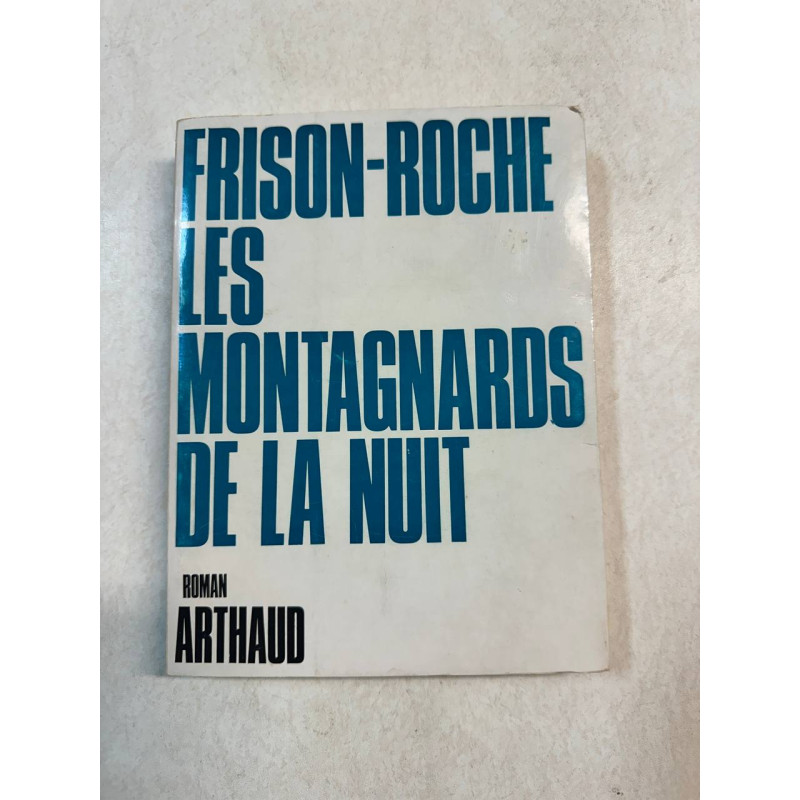 FRISON-ROCHE
LES
MONTAGNARDS
DE LA NUIT
ROMAN
ARTHAUD